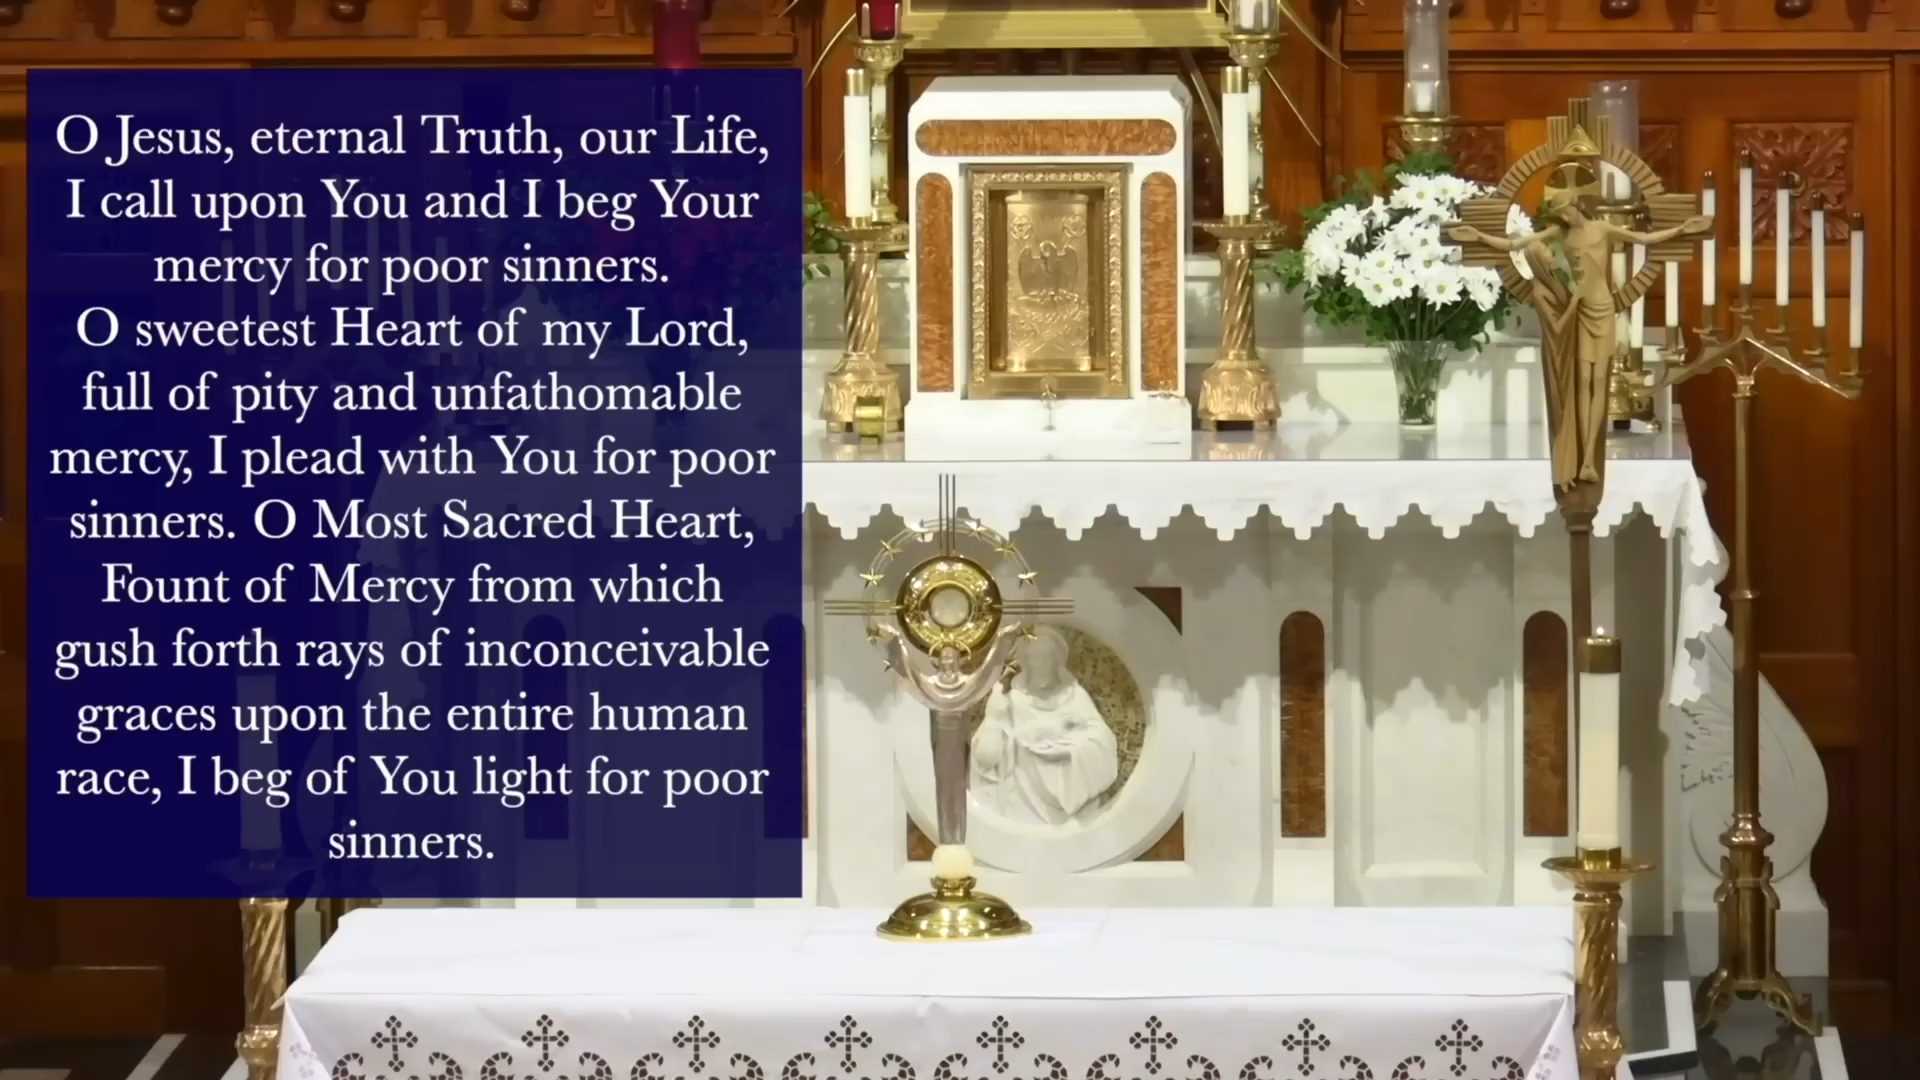 O Jesus, eternal Truth, our Life,
I call upon You and I beg Your
mercy for poor sinners.
O sweetest Heart of my Lord,
full of pity and unfathomable
mercy, I plead with You for poor
sinners. O Most Sacred Heart,
Fount of Mercy from which
gush forth rays of inconceivable
graces upon the entire human
race, I beg of You light for poor
sinners.